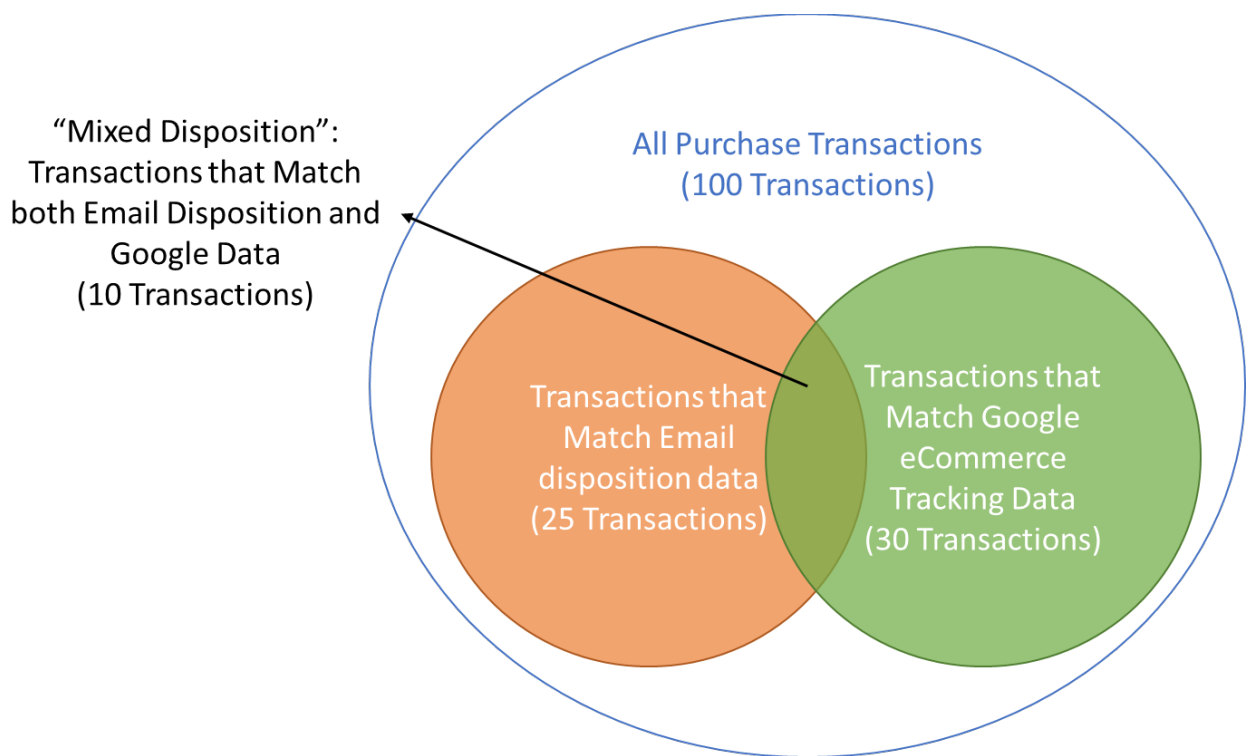 “Mixed Disposition”:
Transactions that Match
both Email Disposition and
Google Data
(10 Transactions)
All Purchase Transactions
(100 Transactions)
Transactions that
Match Email
disposition data
(25 Transactions)
Transactions that
Match Google
eCommerce
Tracking Data
(30 Transactions)